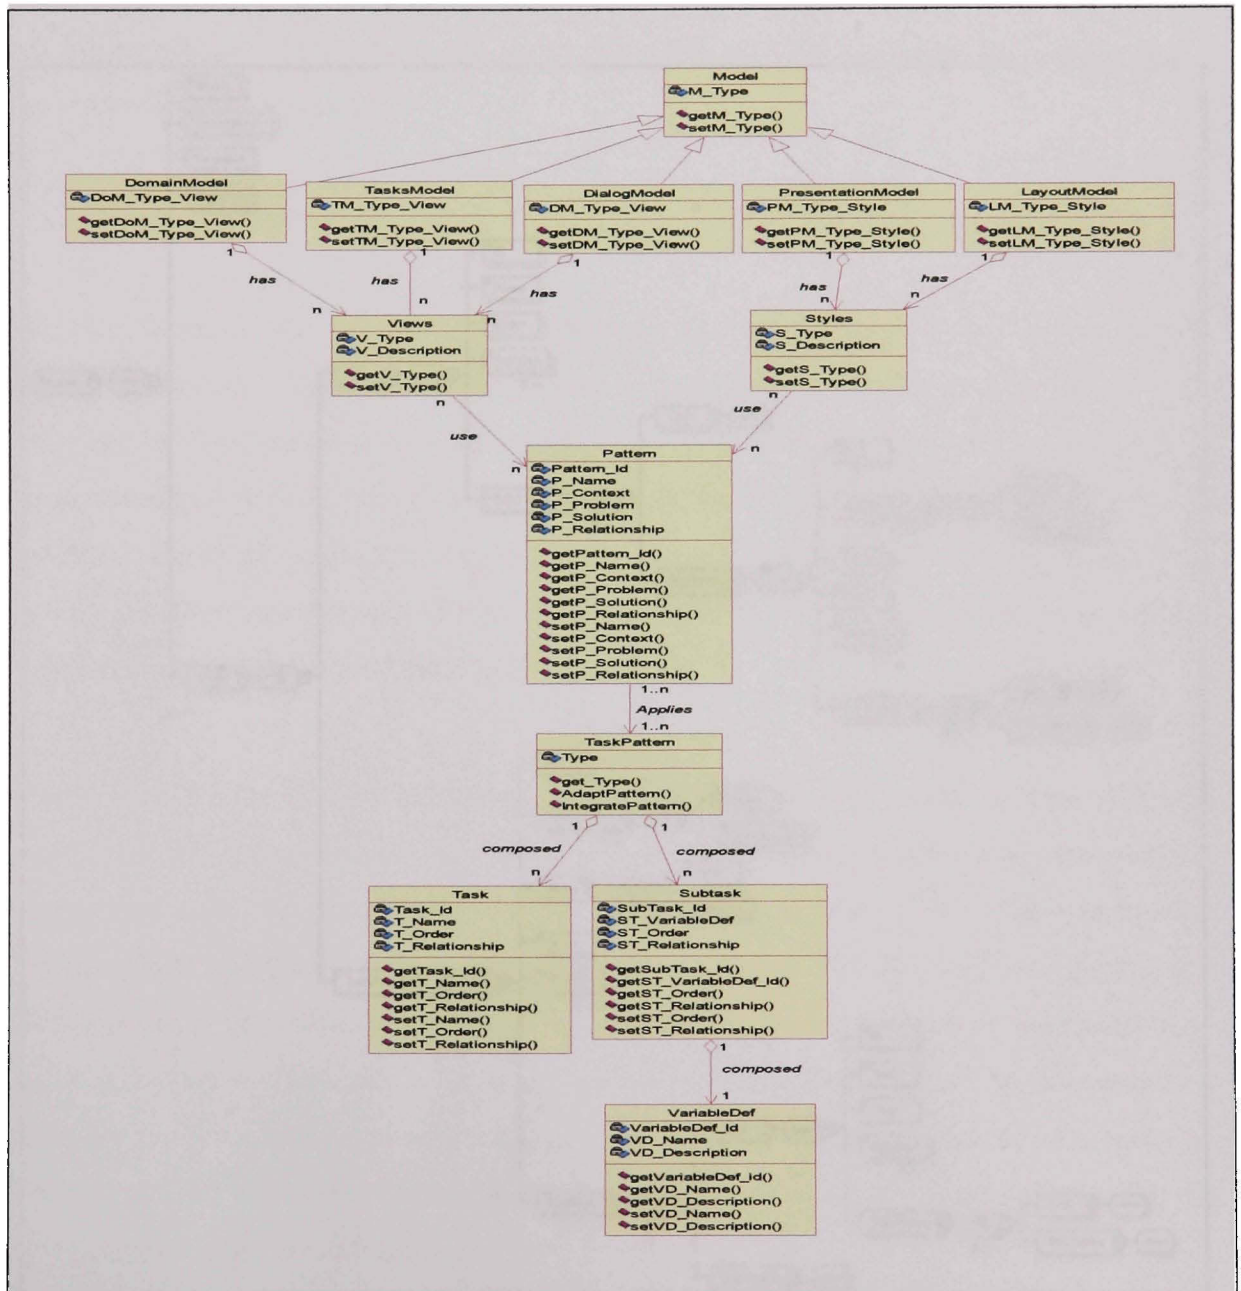 Model
M_Type
getM_Type()
setM_Type()
DomainModel
DoM_Type_View
getDoM_Type_View()
setDoM_Type_View()
TasksModel
TM_Type_View
getTM_Type_View()
setTM_Type_View()
DialogModel
DM_Type_View
getDM_Type_View()
setDM_Type_View()
PresentationModel
PM_Type_Style
getPM_Type_Style()
setPM_Type_Style()
LayoutModel
LM_Type_Style
getLM_Type_Style()
setLM_Type_Style()
1
1
1
1
1
has
has
has
has
has
n
n
n
n
n
Views
V_Type
V_Description
getV_Type()
setV_Type()
Styles
S_Type
S_Description
getS_Type()
setS_Type()
n
n
use
use
n
n
Pattern
Pattern_Id
P_Name
P_Context
P_Problem
P_Solution
P_Relationship
getPattern_Id()
getP_Name()
getP_Context()
getP_Problem()
getP_Solution()
getP_Relationship()
setP_Name()
setP_Context()
setP_Problem()
setP_Solution()
setP_Relationship()
1..n
Applies
1..n
TaskPattern
Type
get_Type()
AdaptPattern()
IntegratePattern()
1
1
composed
composed
n
n
Task
Task_Id
T_Name
T_Order
T_Relationship
getTask_Id()
getT_Name()
getT_Order()
getT_Relationship()
setT_Name()
setT_Order()
setT_Relationship()
Subtask
SubTask_Id
ST_VariableDef
ST_Order
ST_Relationship
getSubTask_Id()
getST_VariableDef_Id()
getST_Order()
getST_Relationship()
setST_Order()
setST_Relationship()
1
composed
1
VariableDef
VariableDef_Id
VD_Name
VD_Description
getVariableDef_Id()
getVD_Name()
getVD_Description()
setVD_Name()
setVD_Description()